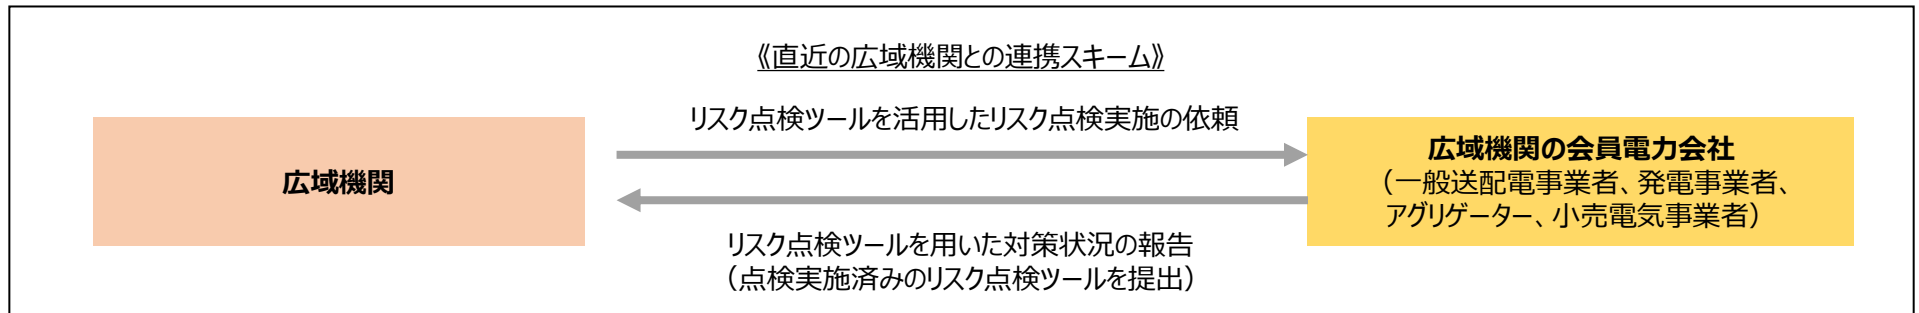 《直近の広域機関との連携スキーム》
リスク点検ツールを活用したリスク点検実施の依頼
広域機関
広域機関の会員電力会社
（一般送配電事業者、発電事業者、
アグリゲーター、小売電気事業者）
リスク点検ツールを用いた対策状況の報告
（点検実施済みのリスク点検ツールを提出）